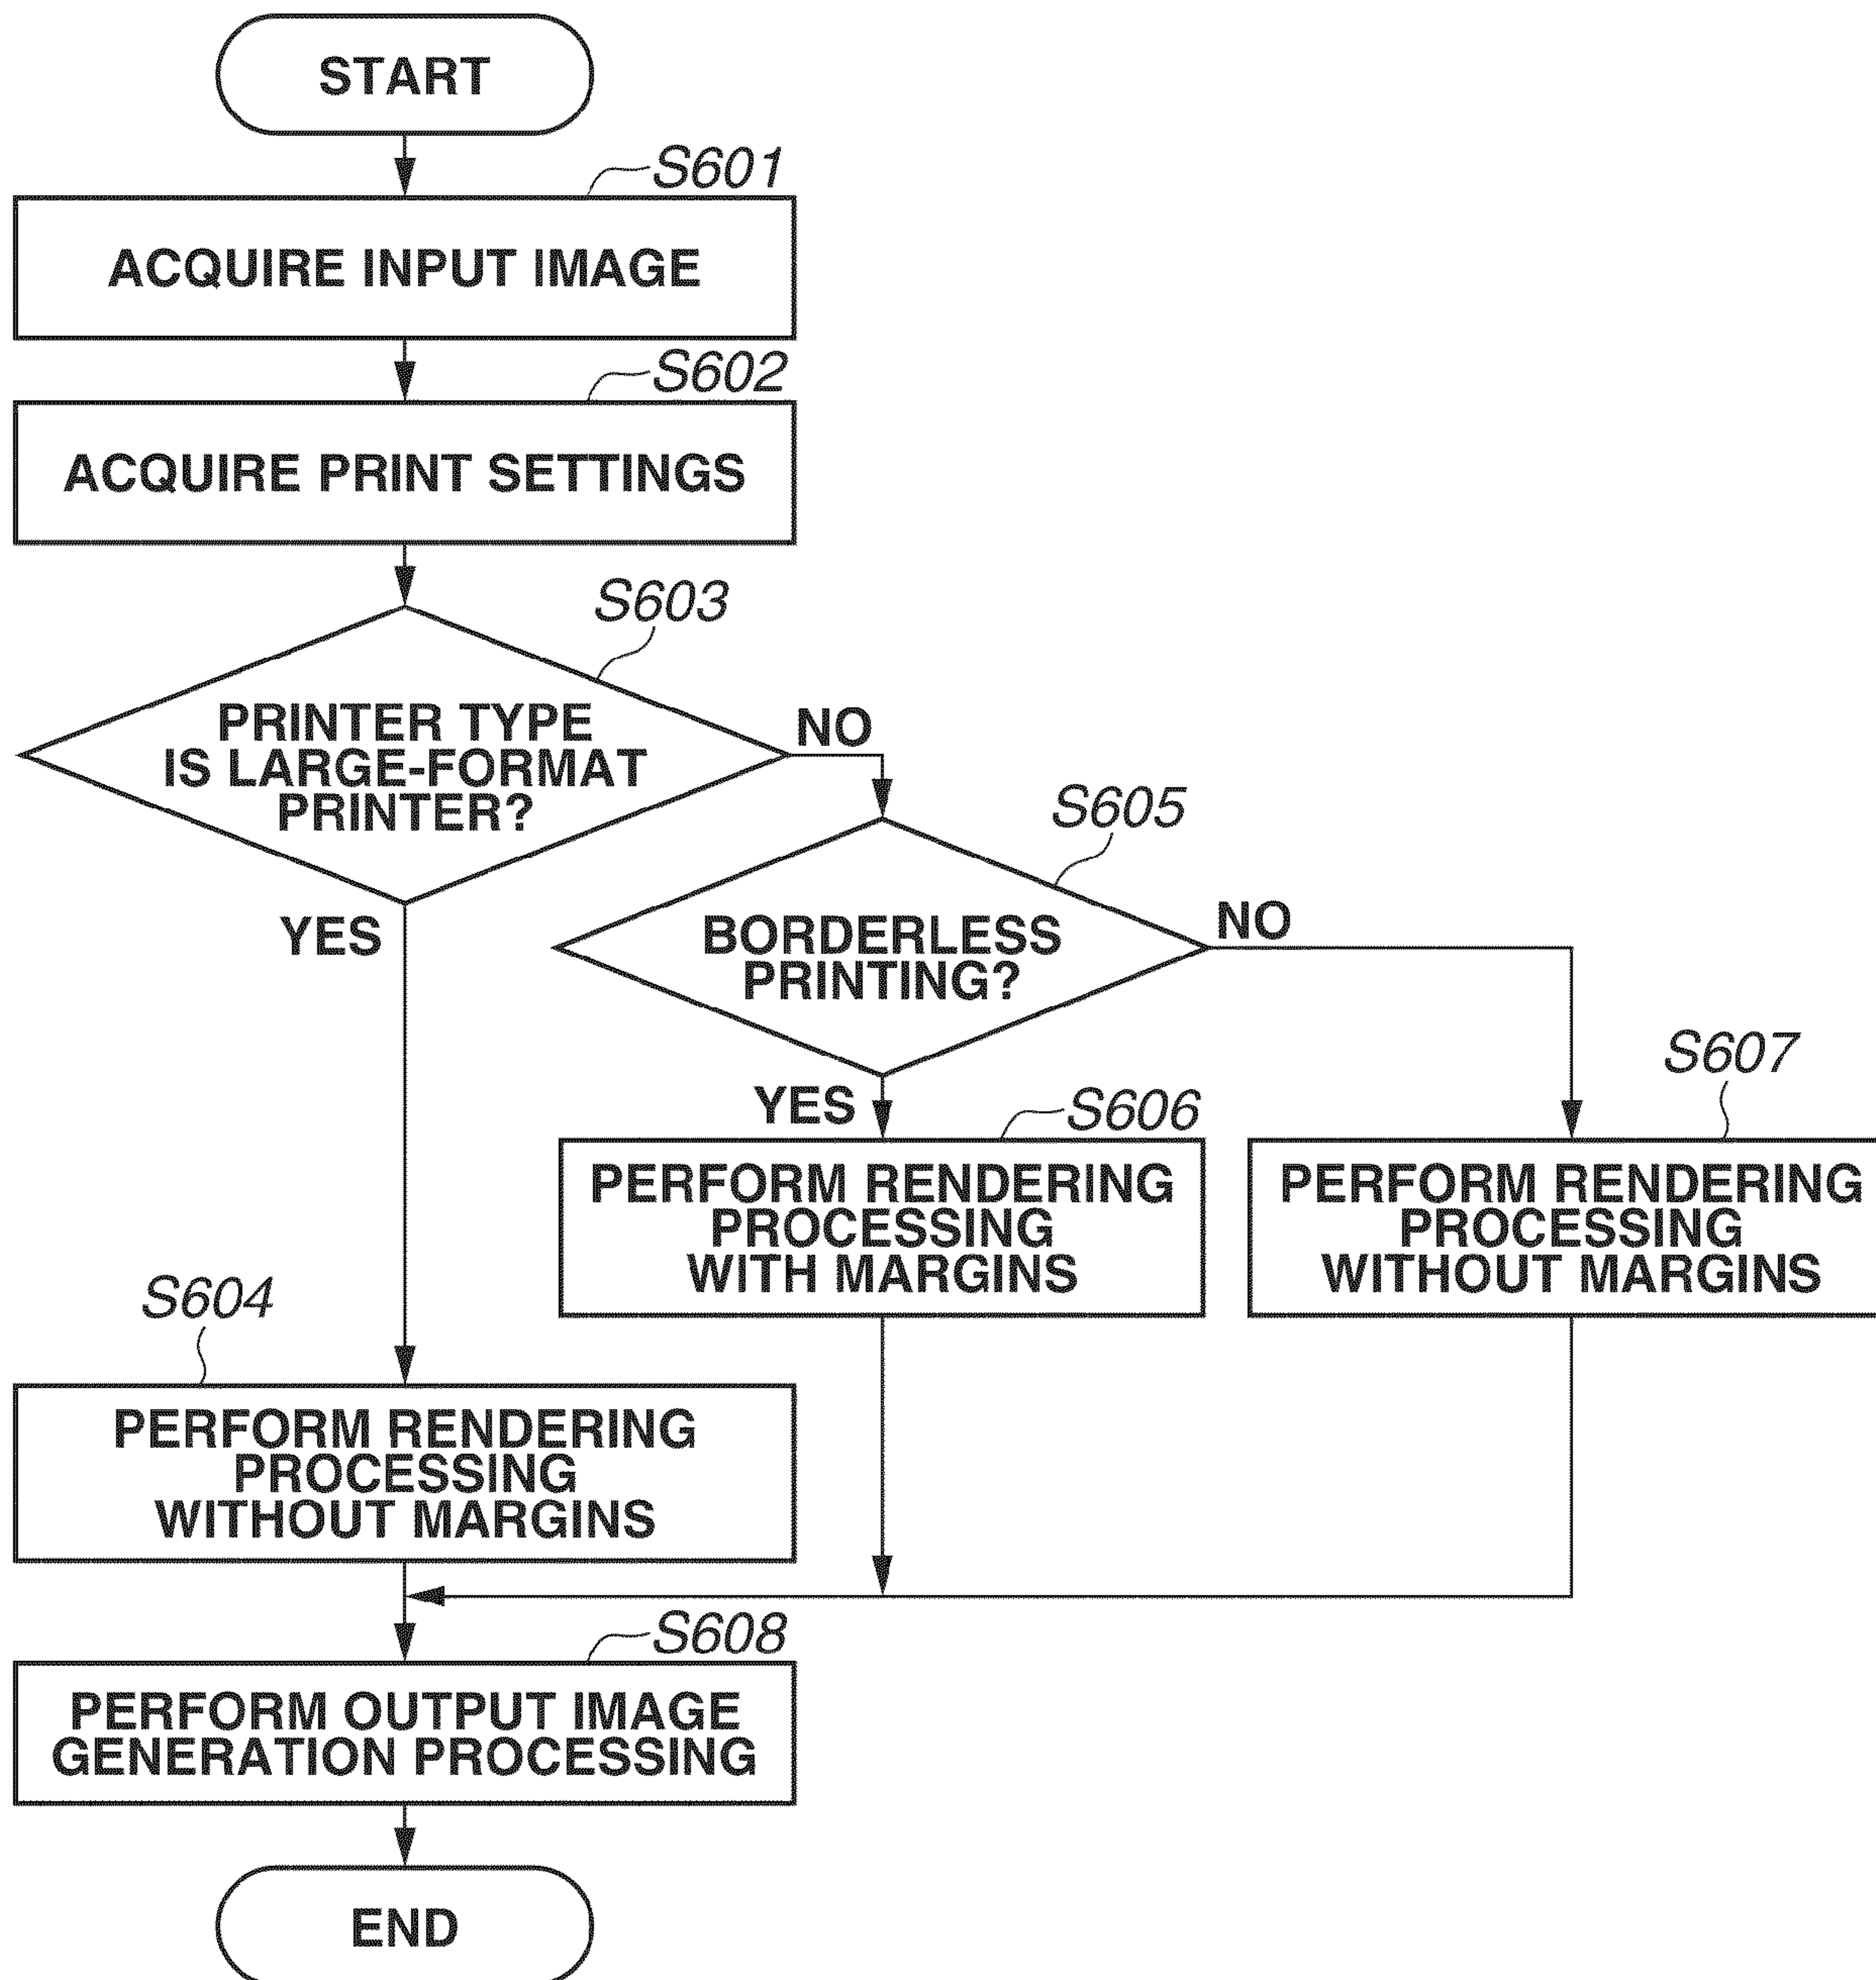 START
S601
ACQUIRE INPUT IMAGE
S602
ACQUIRE PRINT SETTINGS
S603
PRINTER TYPE
IS LARGE-FORMAT
PRINTER?
NO
YES
S605
BORDERLESS
PRINTING?
NO
YES
S606
PERFORM RENDERING
PROCESSING
WITH MARGINS
S607
PERFORM RENDERING
PROCESSING
WITHOUT MARGINS
S604
PERFORM RENDERING
PROCESSING
WITHOUT MARGINS
S608
PERFORM OUTPUT IMAGE
GENERATION PROCESSING
END